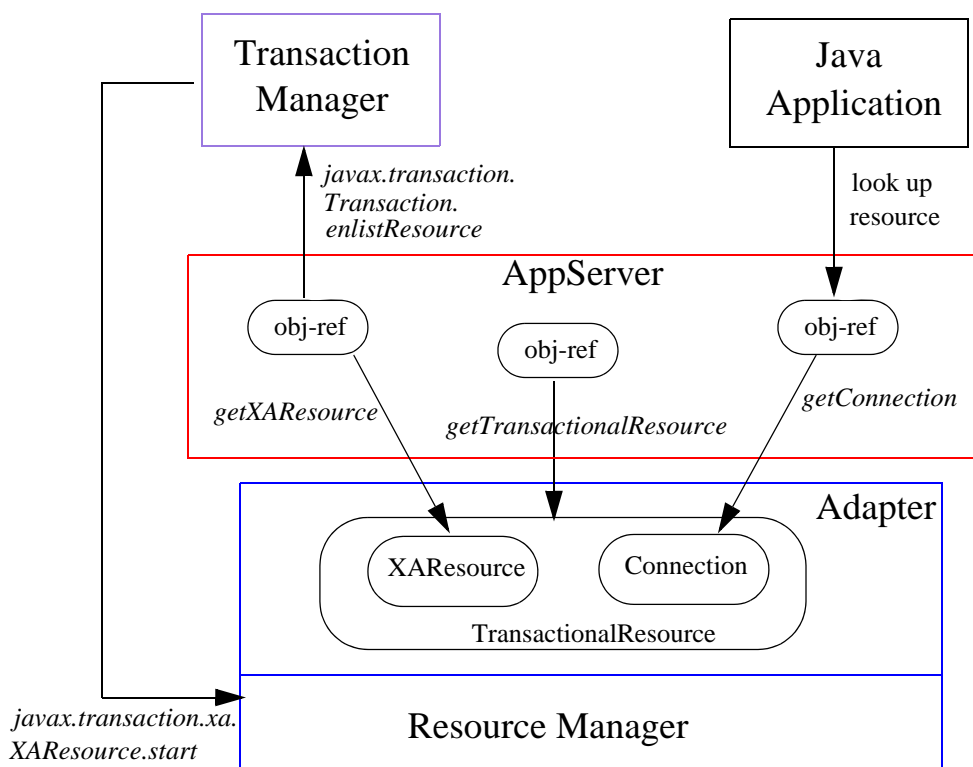 Transaction
Manager
Java
Application
javax.transaction.
Transaction.
enlistResource
look up
resource
AppServer
obj-ref
obj-ref
obj-ref
getXAResource
getTransactionalResource
getConnection
Adapter
XAResource
Connection
TransactionalResource
javax.transaction.xa.
XAResource.start
Resource Manager